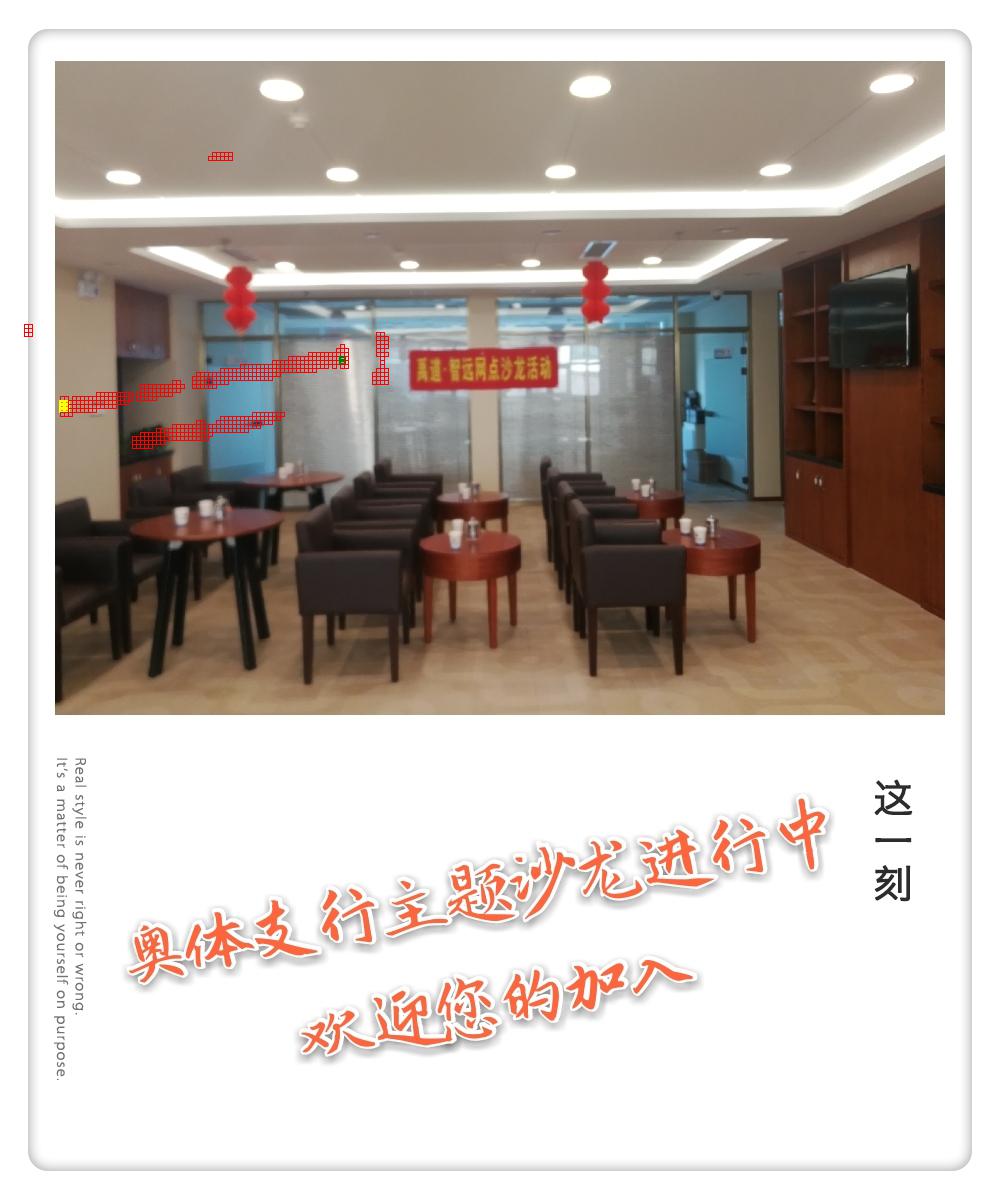 禹道·智远网点沙龙活动
这一刻
奥体支行主题沙龙进行中
欢迎您的加入
Real style is never right or wrong.
It's a matter of being yourself on purpose.